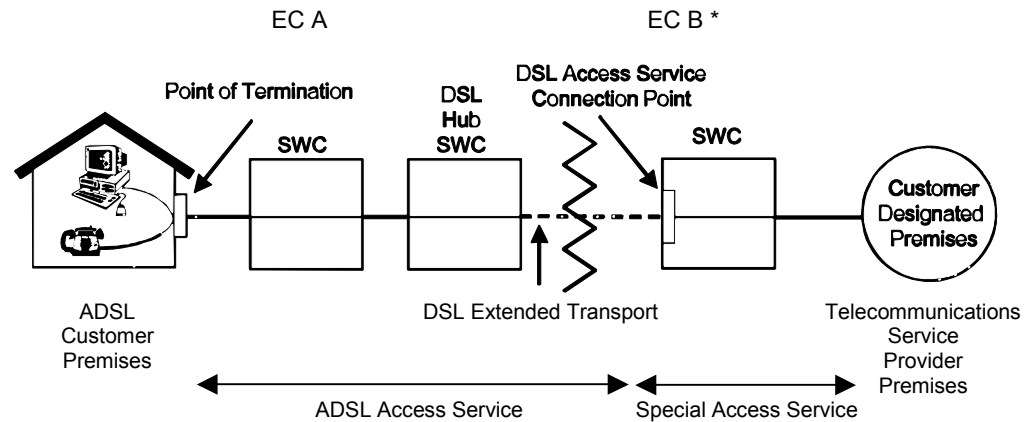 EC A
EC B *
Point of Termination
DSL
Hub
SWC
DSL Access Service
Connection Point
SWC
SWC
Customer
Designated
Premises
ADSL
Customer
Premises
DSL Extended Transport
Telecommunications
Service
Provider
Premises
ADSL Access Service
Special Access Service